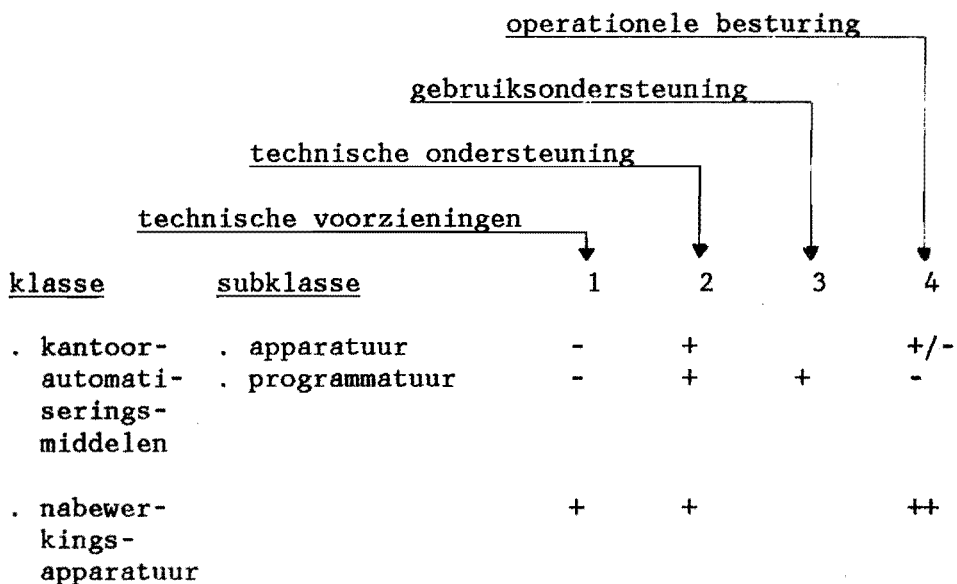 operationele besturing
gebruiksondersteuning
technische ondersteuning
technische voorzieningen
klasse subklasse 1 2 3 4
. kantoor- . apparatuur - + +/-
automati- . programmatuur - + + -
serings-
middelen
. nabewer- + + ++
kings-
apparatuur